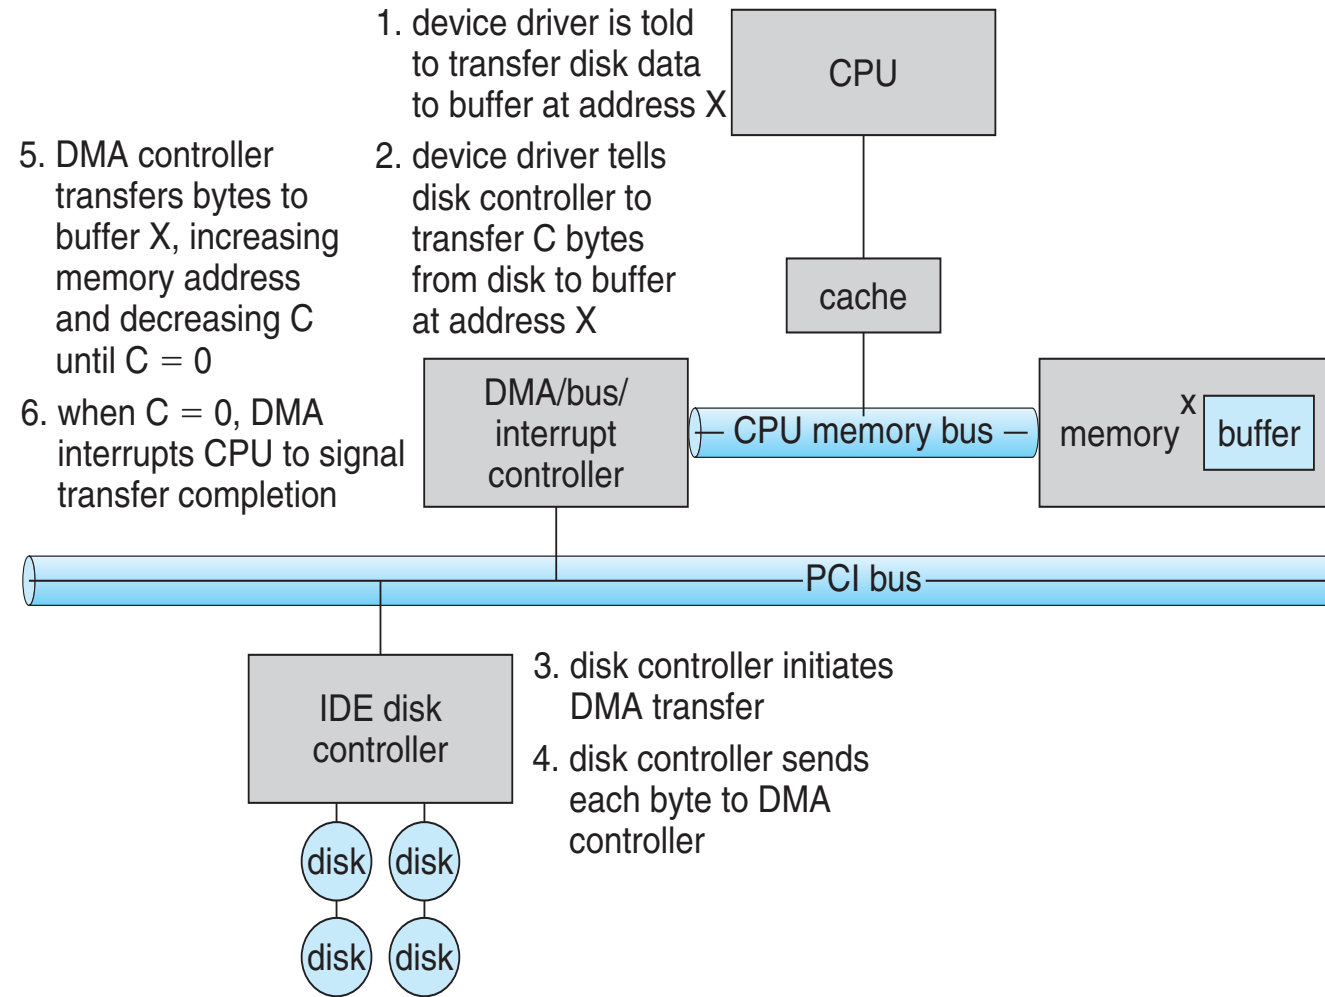 1. device driver is told
to transfer disk data
to buffer at address X
CPU
5. DMA controller
transfers bytes to
buffer X, increasing
memory address
and decreasing C
until C = 0
2. device driver tells
disk controller to
transfer C bytes
from disk to buffer
at address X
cache
6. when C = 0, DMA
interrupts CPU to signal
transfer completion
DMA/bus/
interrupt
controller
CPU memory bus
memory
x
buffer
PCI bus
IDE disk
controller
3. disk controller initiates
DMA transfer
4. disk controller sends
each byte to DMA
controller
disk
disk
disk
disk